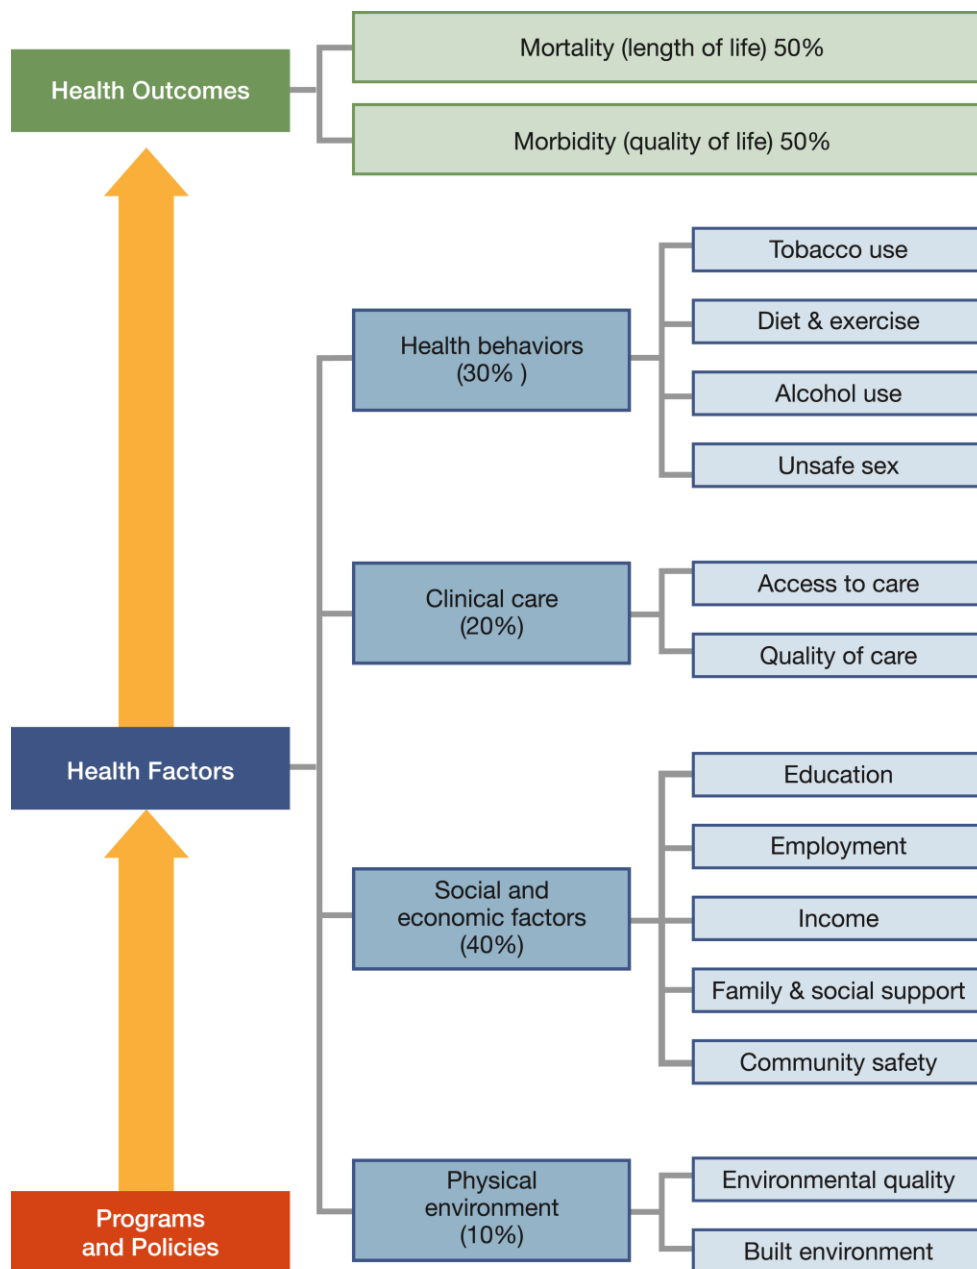 Health Outcomes
Mortality (length of life) 50%
Morbidity (quality of life) 50%
Health Factors
Health behaviors
(30% )
Tobacco use
Diet & exercise
Alcohol use
Unsafe sex
Clinical care
(20%)
Access to care
Quality of care
Social and
economic factors
(40%)
Education
Employment
Income
Family & social support
Community safety
Physical
environment
(10%)
Environmental quality
Built environment
Programs
and Policies